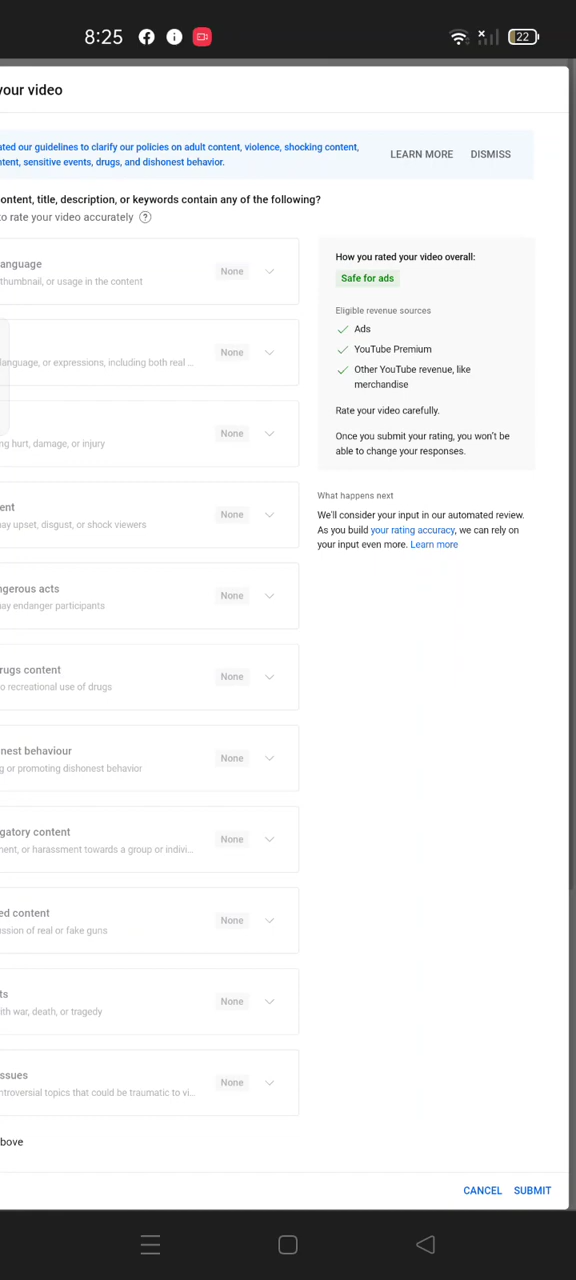 8:25
22
your video
ated our guidelines to clarify our policies on adult content, violence, shocking content,
ntent, sensitive events, drugs, and dishonest behavior.
LEARN MORE
DISMISS
ontent, title, description, or keywords contain any of the following?
to rate your video accurately ?
anguage
thumbnail, or usage in the content
None
language, or expressions, including both real ...
None
ng hurt, damage, or injury
None
ent
may upset, disgust, or shock viewers
None
ngerous acts
may endanger participants
None
rugs content
o recreational use of drugs
None
nest behaviour
g or promoting dishonest behavior
None
gatory content
ment, or harassment towards a group or indivi...
None
ed content
ussion of real or fake guns
None
ts
ith war, death, or tragedy
None
ssues
ntroversial topics that could be traumatic to vi...
None
bove
How you rated your video overall:
Safe for ads
Eligible revenue sources
Ads
YouTube Premium
Other YouTube revenue, like
merchandise
Rate your video carefully.
Once you submit your rating, you won't be
able to change your responses.
What happens next
We'll consider your input in our automated review.
As you build your rating accuracy, we can rely on
your input even more. Learn more
CANCEL
SUBMIT